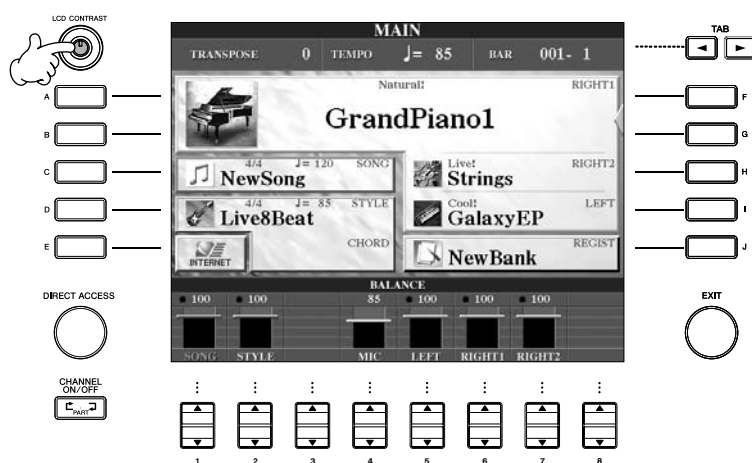 LCD CONTRAST
MAIN
TAB
TRANSPOSE 0 TEMPO ♩= 85 BAR 001- 1
A
B
C
D
E
Natural! RIGHT1
GrandPiano1
4/4 ♩= 120 SONG
NewSong
4/4 ♩= 85 STYLE
Live8Beat
INTERNET
CHORD
Live! RIGHT2
Strings
Cool! LEFT
GalaxyEP
REGIST
NewBank
F
G
H
I
J
DIRECT ACCESS
EXIT
BALANCE
100 100 85 100 100 100
SONG STYLE MIC LEFT RIGHT1 RIGHT2
CHANNEL
ON/OFF
PART
1 2 3 4 5 6 7 8